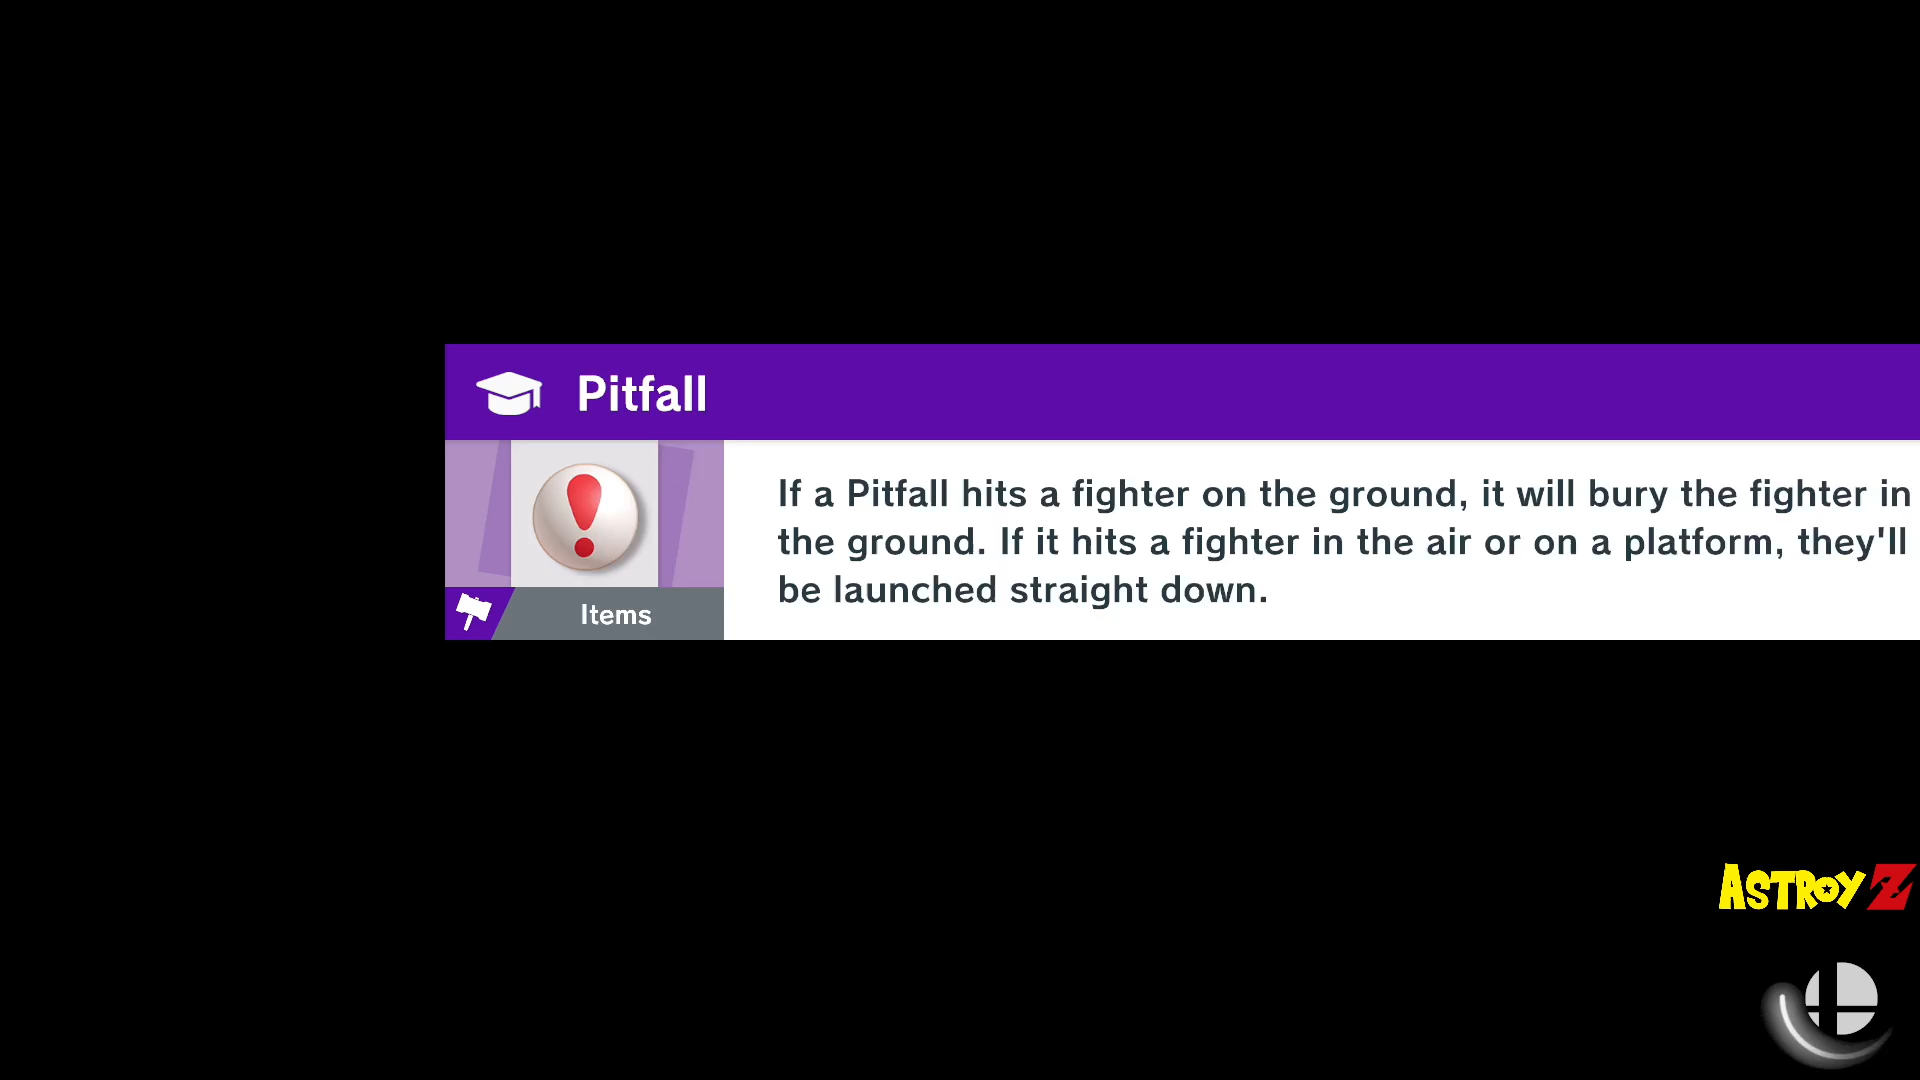 Pitfall
If a Pitfall hits a fighter on the ground, it will bury the fighter in
the ground. If it hits a fighter in the air or on a platform, they'll
be launched straight down.
Items
ASTROY Z